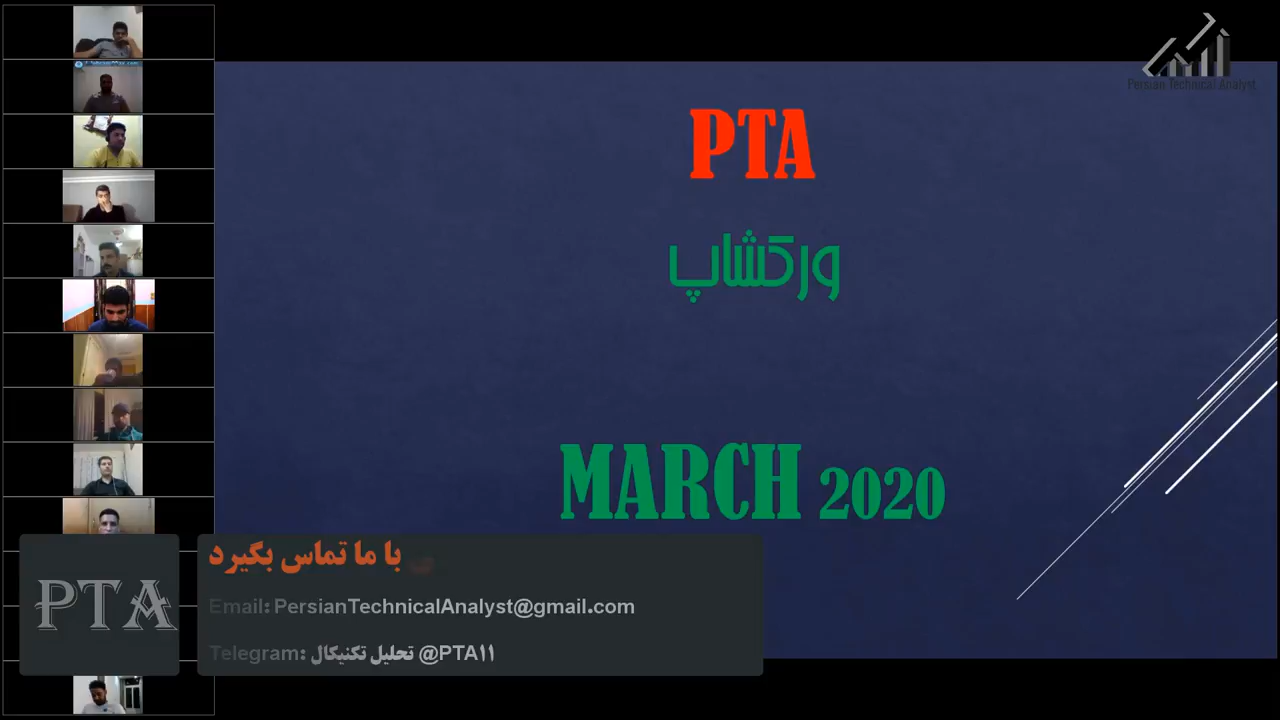 Persian Technical Analyst
PTA
ورکشاپ
MARCH 2020
PTA
با ما تماس بگیرد
Email: PersianTechnicalAnalyst@gmail.com
Telegram: تحلیل تکنیکال @PTA11